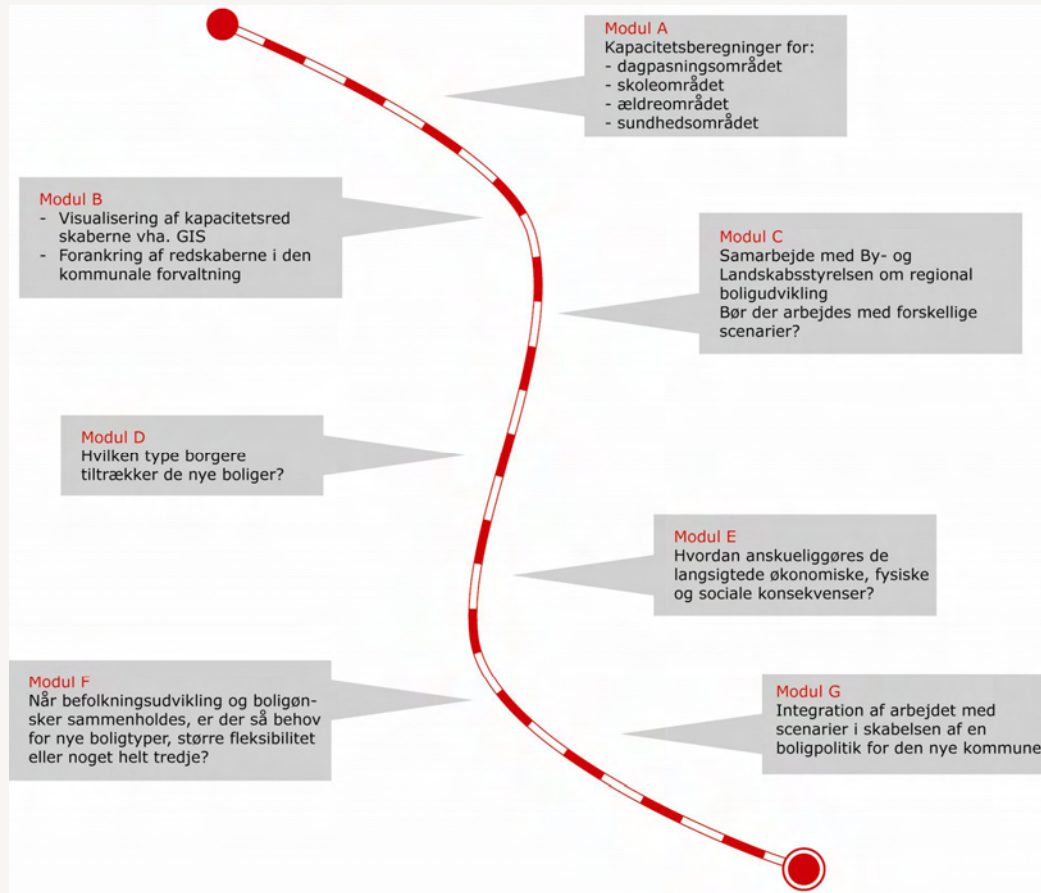 Modul A
Kapacitetsberegninger for:
- dagpasningsområdet
- skoleområdet
- ældreområdet
- sundhedsområdet
Modul B
- Visualisering af kapacitetsred
skaberne vha. GIS
- Forankring af redskaberne i den
kommunale forvaltning
Modul C
Samarbejde med By- og
Landskabsstyrelsen om regional
boligudvikling
Bør der arbejdes med forskellige
scenarier?
Modul D
Hvilken type borgere
tiltrækker de nye boliger?
Modul E
Hvordan anskueliggøres de
langsigtede økonomiske, fysiske
og sociale konsekvenser?
Modul F
Når befolkningsudvikling og boligøn-
sker sammenholdes, er der så behov
for nye boligtyper, større fleksibilitet
eller noget helt tredje?
Modul G
Integration af arbejdet med
scenarier i skabelsen af en
boligpolitik for den nye kommune